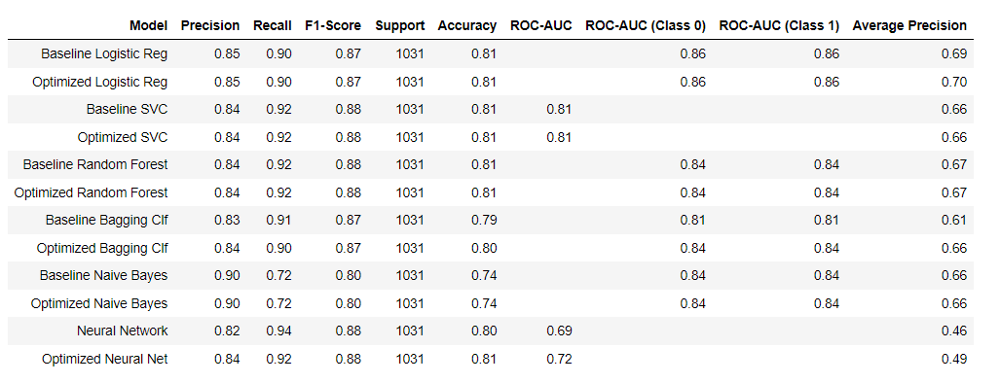 Model Precision Recall F1-Score Support Accuracy ROC-AUC ROC-AUC (Class 0) ROC-AUC (Class 1) Average Precision
Baseline Logistic Reg 0.85 0.90 0.87 1031 0.81 0.86 0.86 0.69
Optimized Logistic Reg 0.85 0.90 0.87 1031 0.81 0.86 0.86 0.70
Baseline SVC 0.84 0.92 0.88 1031 0.81 0.81 0.66
Optimized SVC 0.84 0.92 0.88 1031 0.81 0.81 0.66
Baseline Random Forest 0.84 0.92 0.88 1031 0.81 0.84 0.84 0.67
Optimized Random Forest 0.84 0.92 0.88 1031 0.81 0.84 0.84 0.67
Baseline Bagging Clf 0.83 0.91 0.87 1031 0.79 0.81 0.81 0.61
Optimized Bagging Clf 0.84 0.90 0.87 1031 0.80 0.84 0.84 0.66
Baseline Naive Bayes 0.90 0.72 0.80 1031 0.74 0.84 0.84 0.66
Optimized Naive Bayes 0.90 0.72 0.80 1031 0.74 0.84 0.84 0.66
Neural Network 0.82 0.94 0.88 1031 0.80 0.69 0.46
Optimized Neural Net 0.84 0.92 0.88 1031 0.81 0.72 0.49